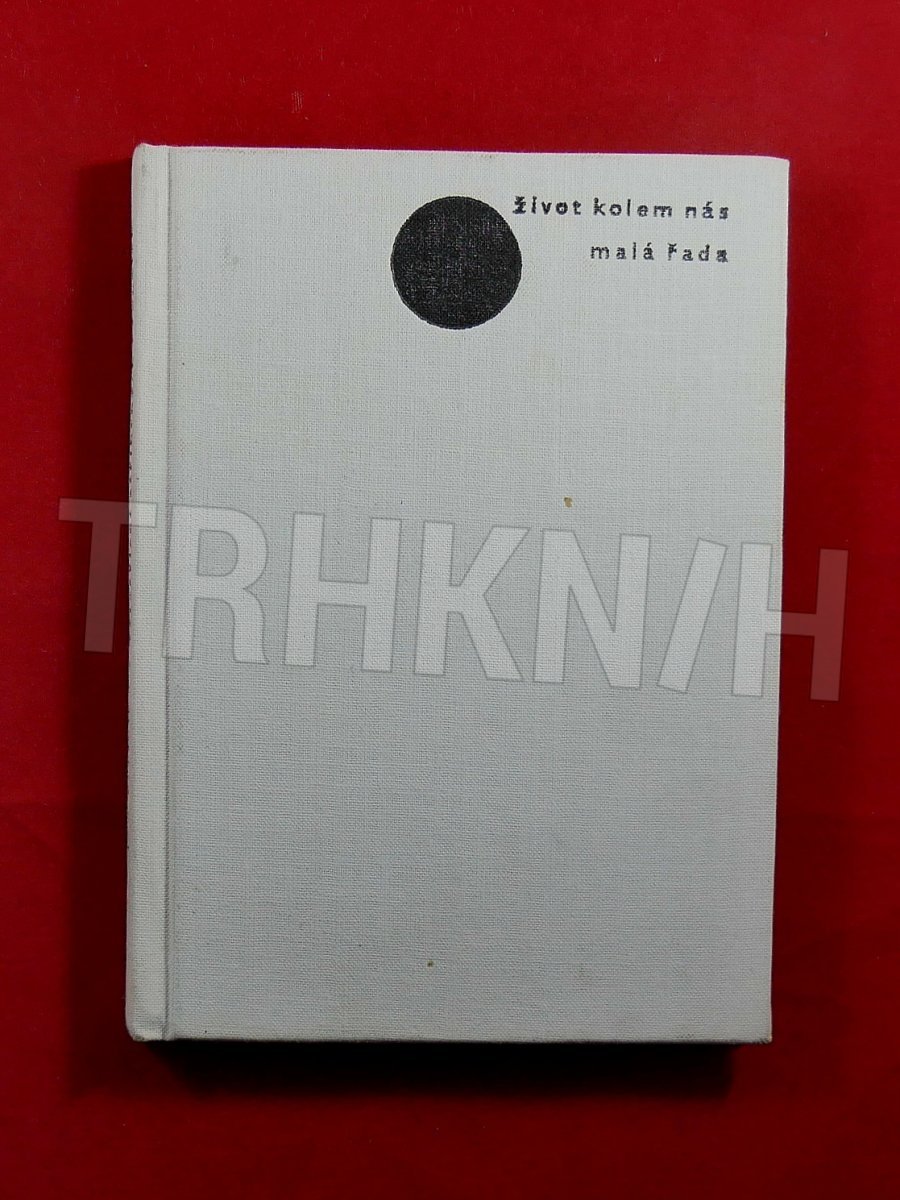 život kolem nás
malá řada
TRHKNIH